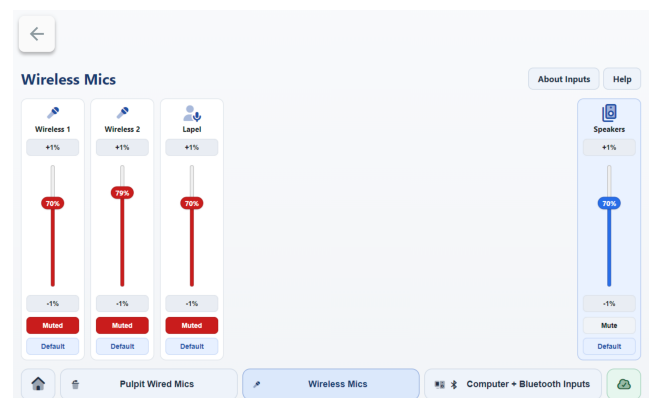 Wireless Mics
About Inputs
Help
Wireless 1
Wireless 2
Lapel
Speakers
+1%
+1%
+1%
+1%
70%
79%
70%
70%
-1%
-1%
-1%
-1%
Muted
Muted
Muted
Mute
Default
Default
Default
Default
Pulpit Wired Mics
Wireless Mics
Computer + Bluetooth Inputs